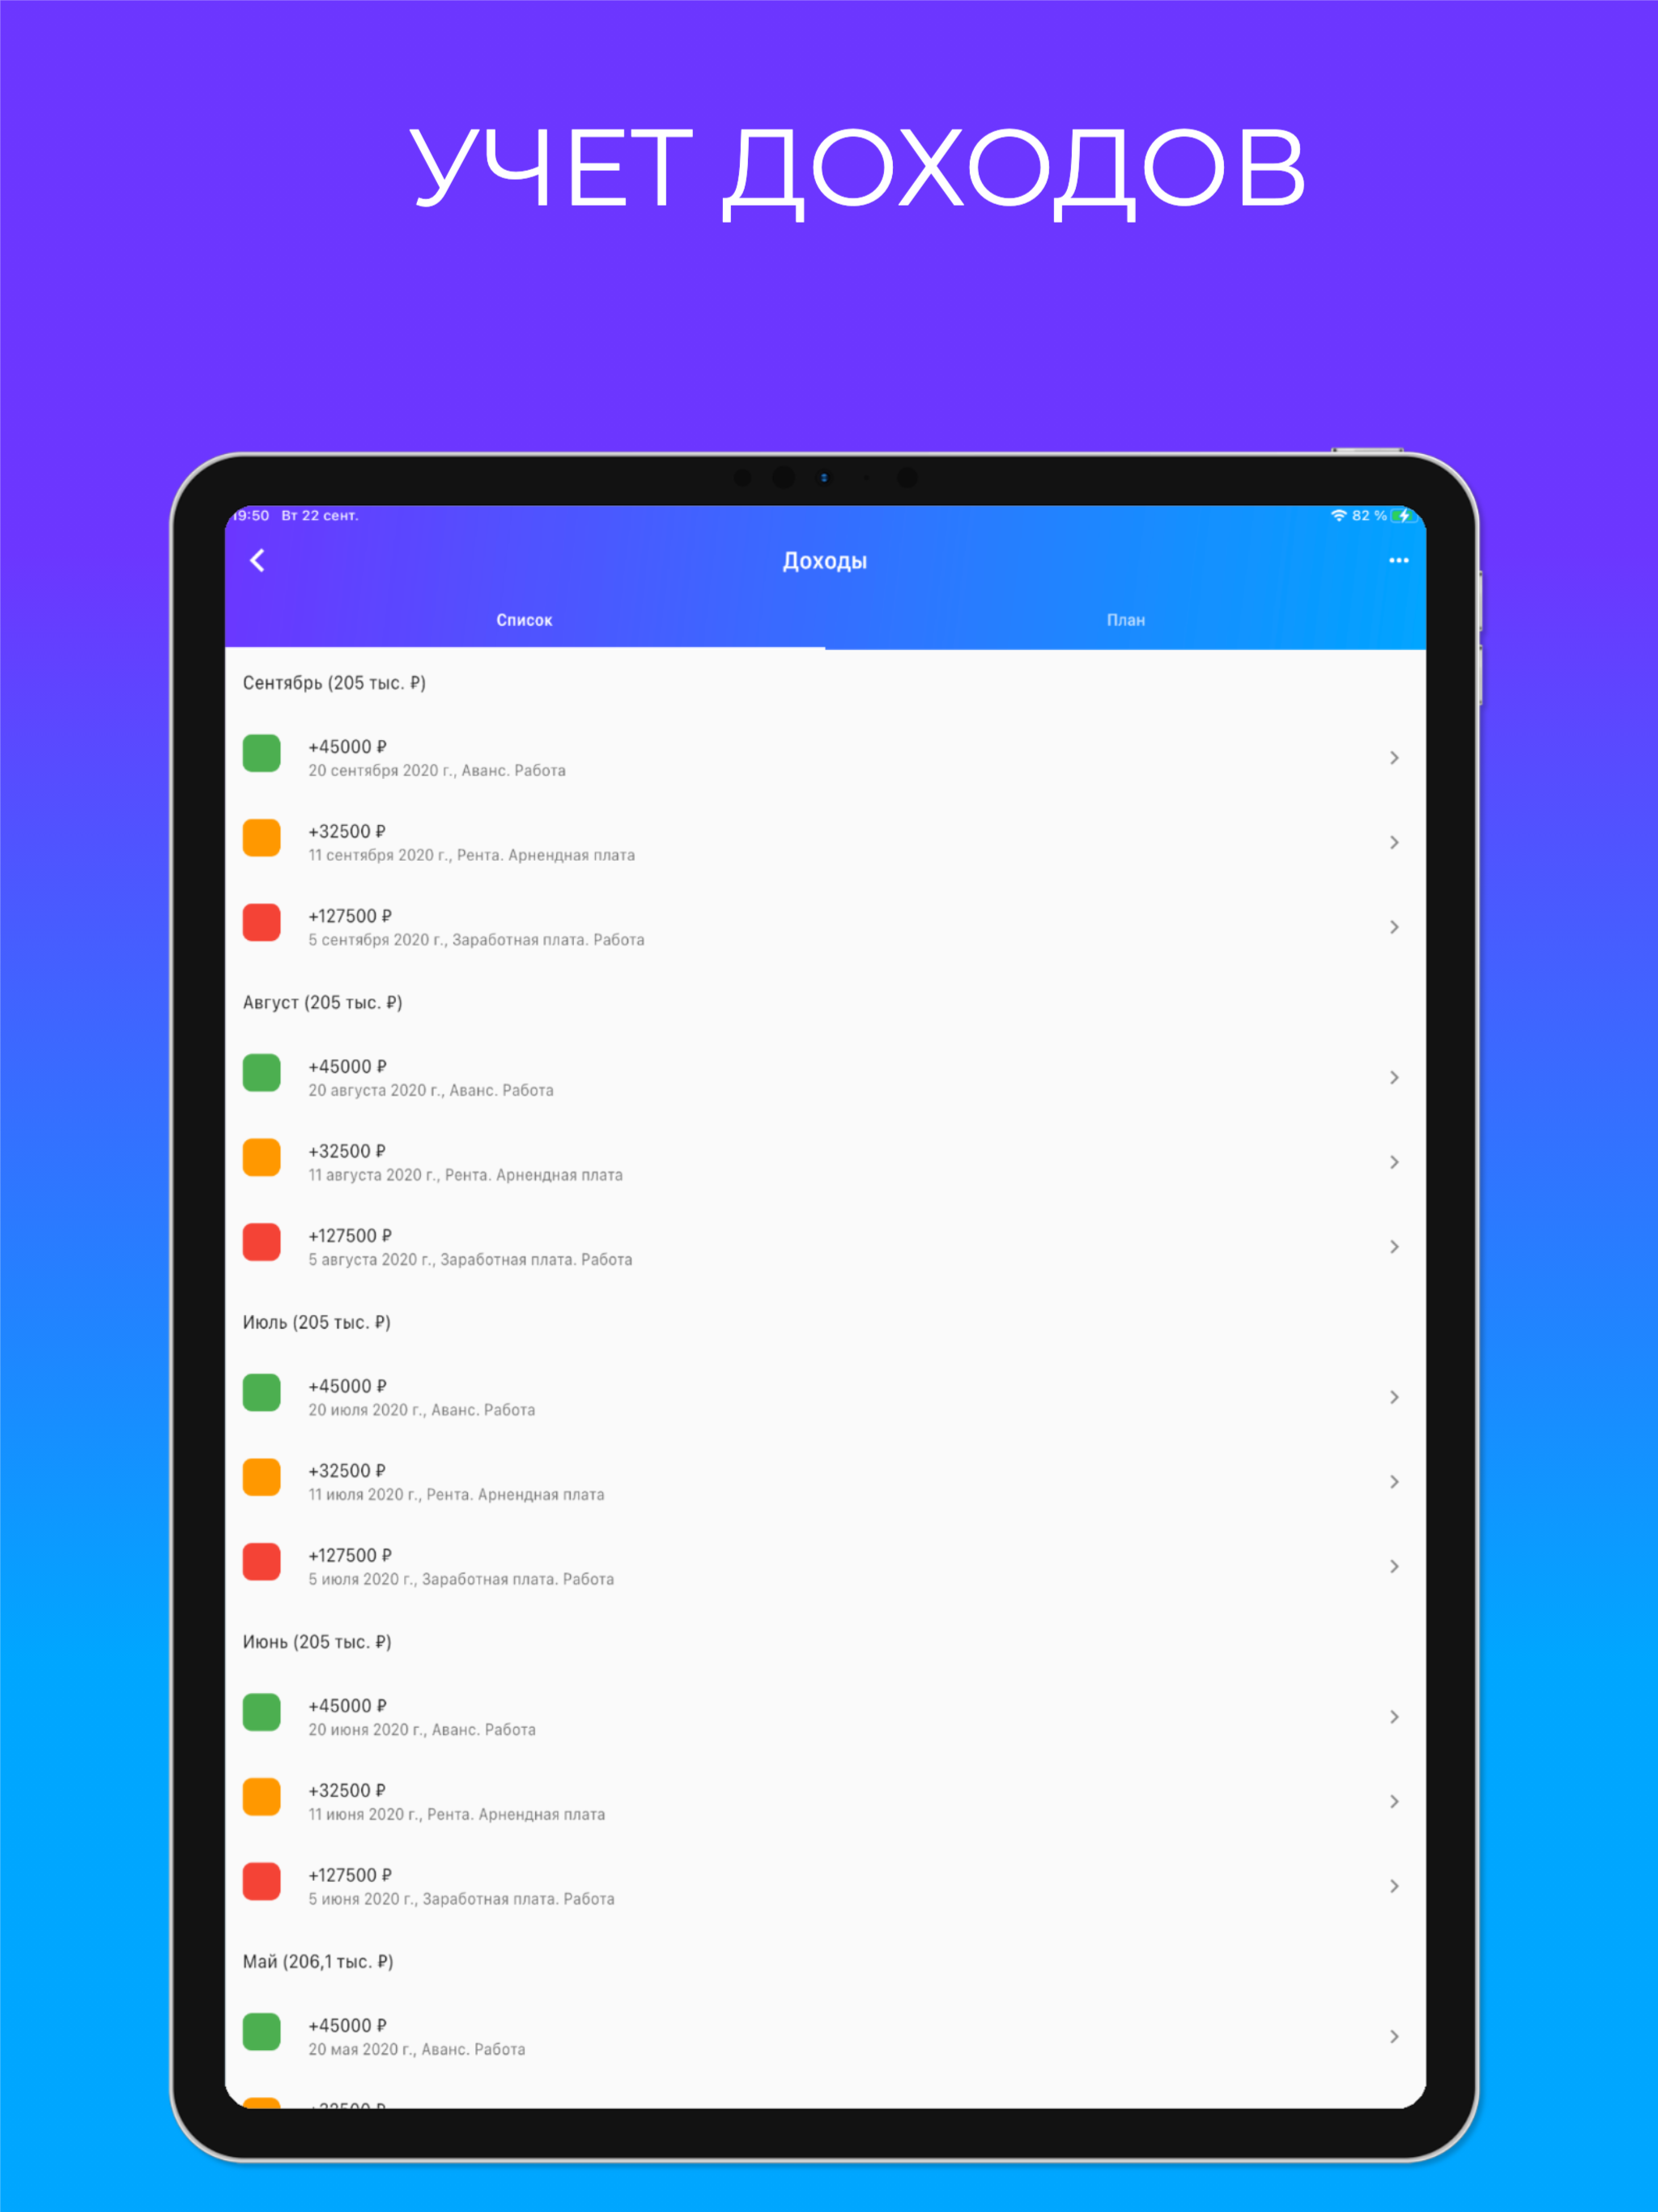 УЧЕТ ДОХОДОВ
19:50 Вт 22 сент.
82 %
Доходы
Список
План
Сентябрь (205 тыс. ₽)
+45000 ₽
20 сентября 2020 г., Аванс. Работа
+32500 ₽
11 сентября 2020 г., Рента. Арнендная плата
+127500 ₽
5 сентября 2020 г., Заработная плата. Работа
Август (205 тыс. ₽)
+45000 ₽
20 августа 2020 г., Аванс. Работа
+32500 ₽
11 августа 2020 г., Рента. Арнендная плата
+127500 ₽
5 августа 2020 г., Заработная плата. Работа
Июль (205 тыс. ₽)
+45000 ₽
20 июля 2020 г., Аванс. Работа
+32500 ₽
11 июля 2020 г., Рента. Арнендная плата
+127500 ₽
5 июля 2020 г., Заработная плата. Работа
Июнь (205 тыс. ₽)
+45000 ₽
20 июня 2020 г., Аванс. Работа
+32500 ₽
11 июня 2020 г., Рента. Арнендная плата
+127500 ₽
5 июня 2020 г., Заработная плата. Работа
Май (206,1 тыс. ₽)
+45000 ₽
20 мая 2020 г., Аванс. Работа